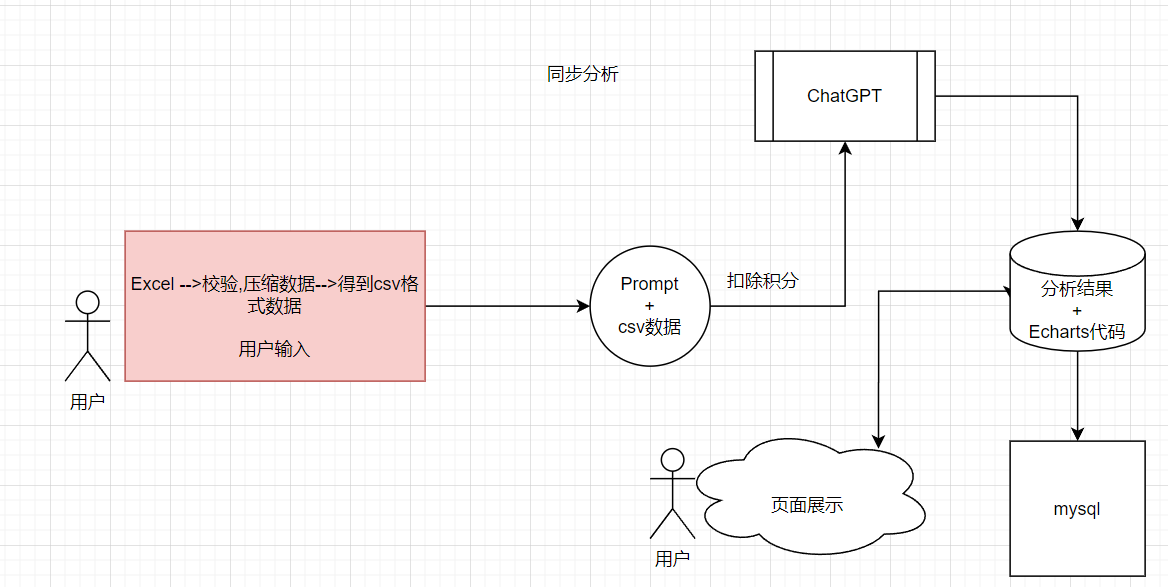 同步分析
ChatGPT
Excel -->校验,压缩数据-->得到csv格
式数据
用户输入
用户
Prompt
+
csv数据
扣除积分
分析结果
+
Echarts代码
页面展示
用户
mysql